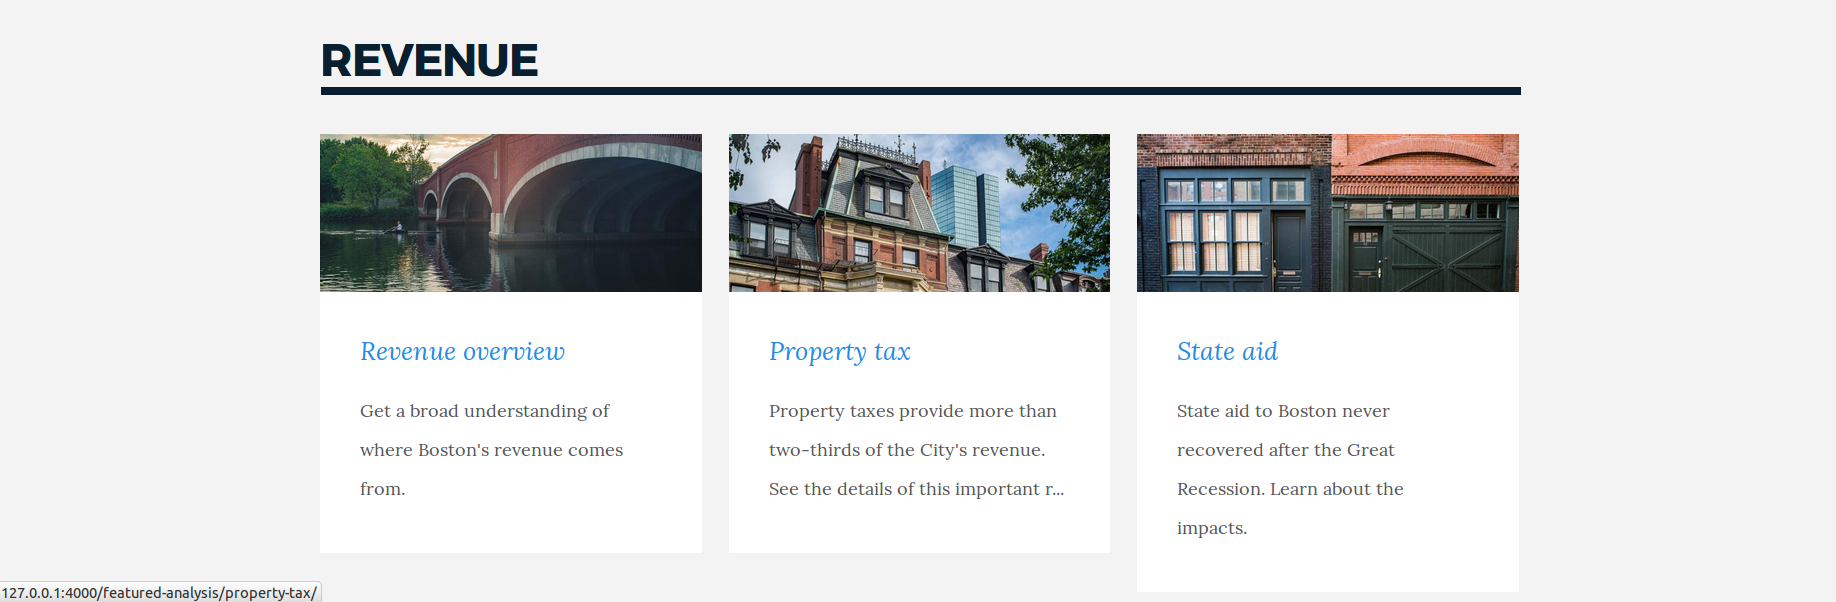 REVENUE
Revenue overview
Get a broad understanding of
where Boston's revenue comes
from.
Property tax
Property taxes provide more than
two-thirds of the City's revenue.
See the details of this important r...
State aid
State aid to Boston never
recovered after the Great
Recession. Learn about the
impacts.
127.0.0.1:4000/featured-analysis/property-tax/